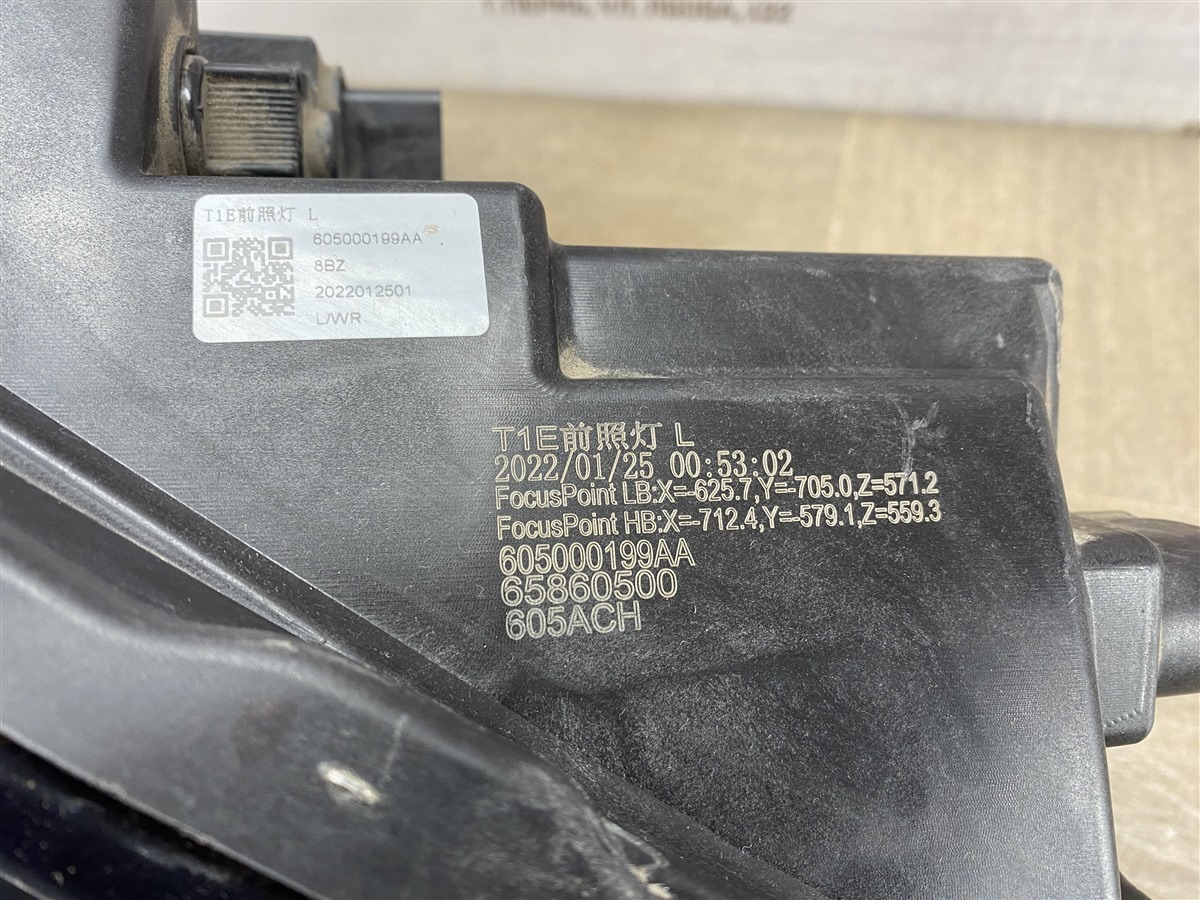 T1E前照灯 L
605000199AA
8BZ
2022012501
L/WR
T1E前照灯 L
2022/01/25 00:53:02
FocusPoint LB:X=-625.7,Y=-705.0,Z=571.2
FocusPoint HB:X=-712.4,Y=-579.1,Z=559.3
605000199AA
65860500
605ACH